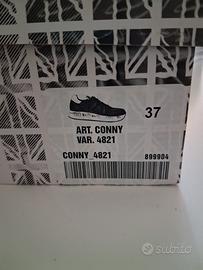 37
ART. CONNY
VAR. 4821
CONNY_4821
899904
subito